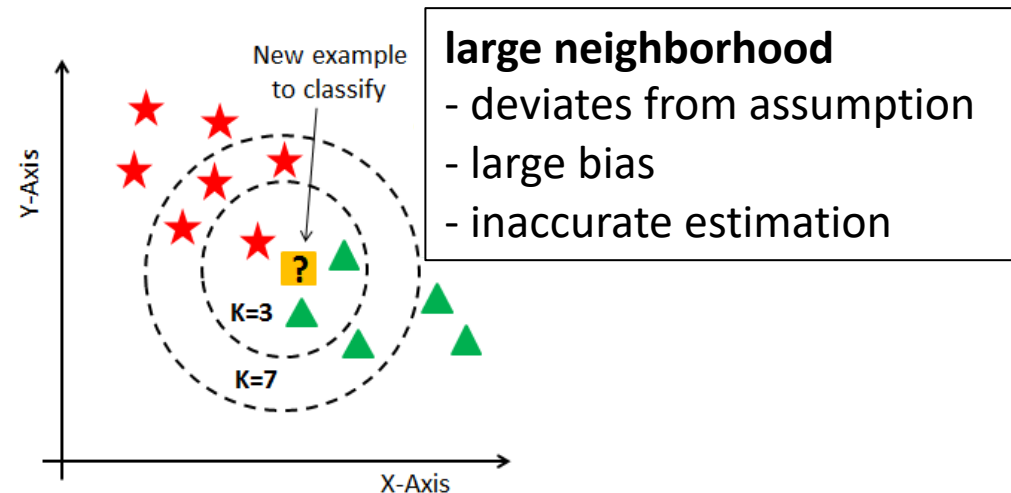 New example
to classify
large neighborhood
- deviates from assumption
- large bias
- inaccurate estimation
Y-Axis
?
K=3
K=7
X-Axis